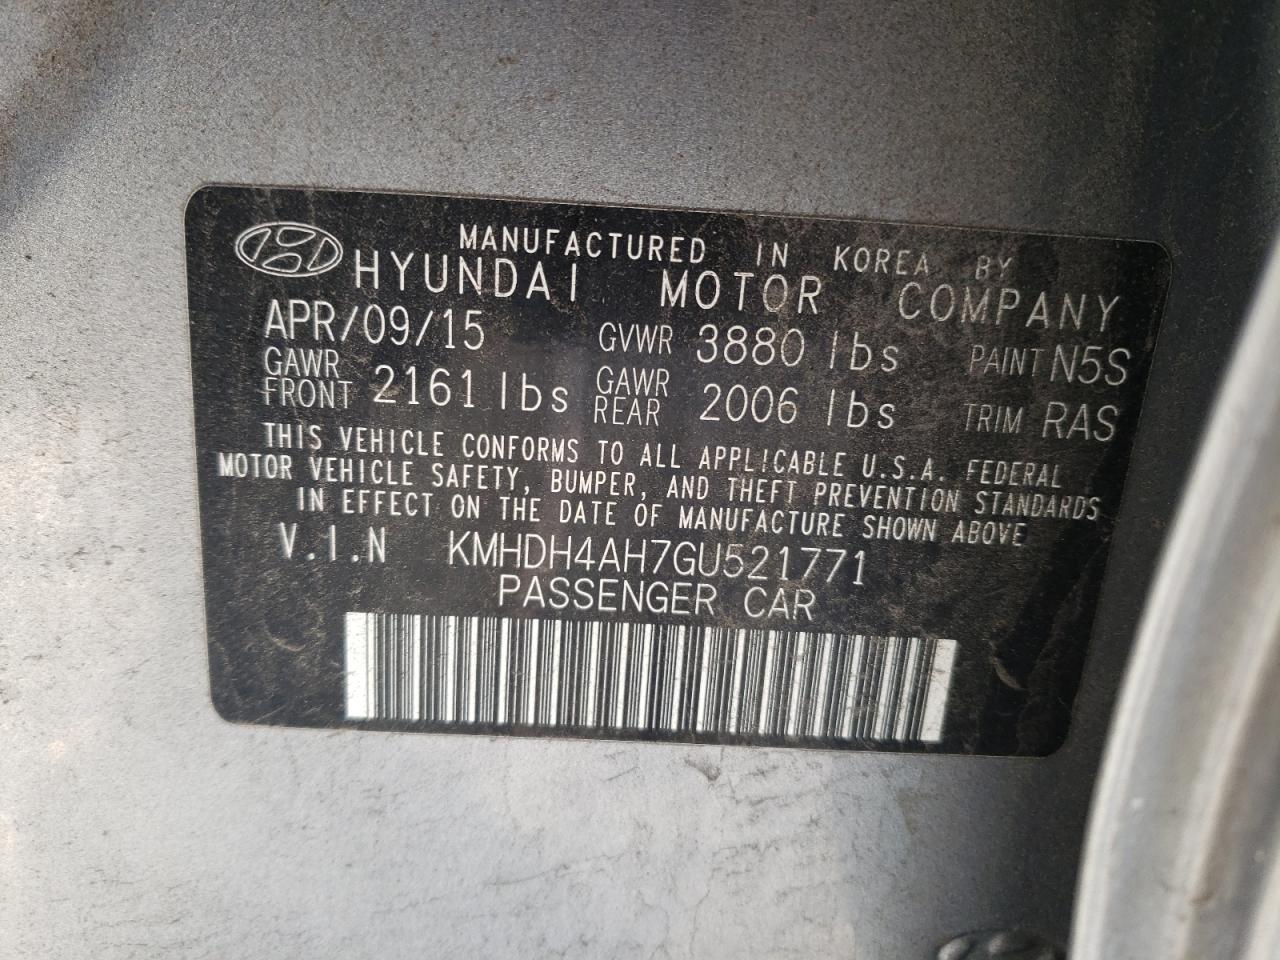 MANUFACTURED IN KOREA BY
HYUNDAI MOTOR COMPANY
APR/09/15 GVWR 3880 lbs PAINT N5S
GAWR FRONT 2161 lbs GAWR REAR 2006 lbs TRIM RAS
THIS VEHICLE CONFORMS TO ALL APPLICABLE U.S.A. FEDERAL
MOTOR VEHICLE SAFETY, BUMPER, AND THEFT PREVENTION STANDARDS
IN EFFECT ON THE DATE OF MANUFACTURE SHOWN ABOVE
V.I.N KMHDH4AH7GU521771
PASSENGER CAR